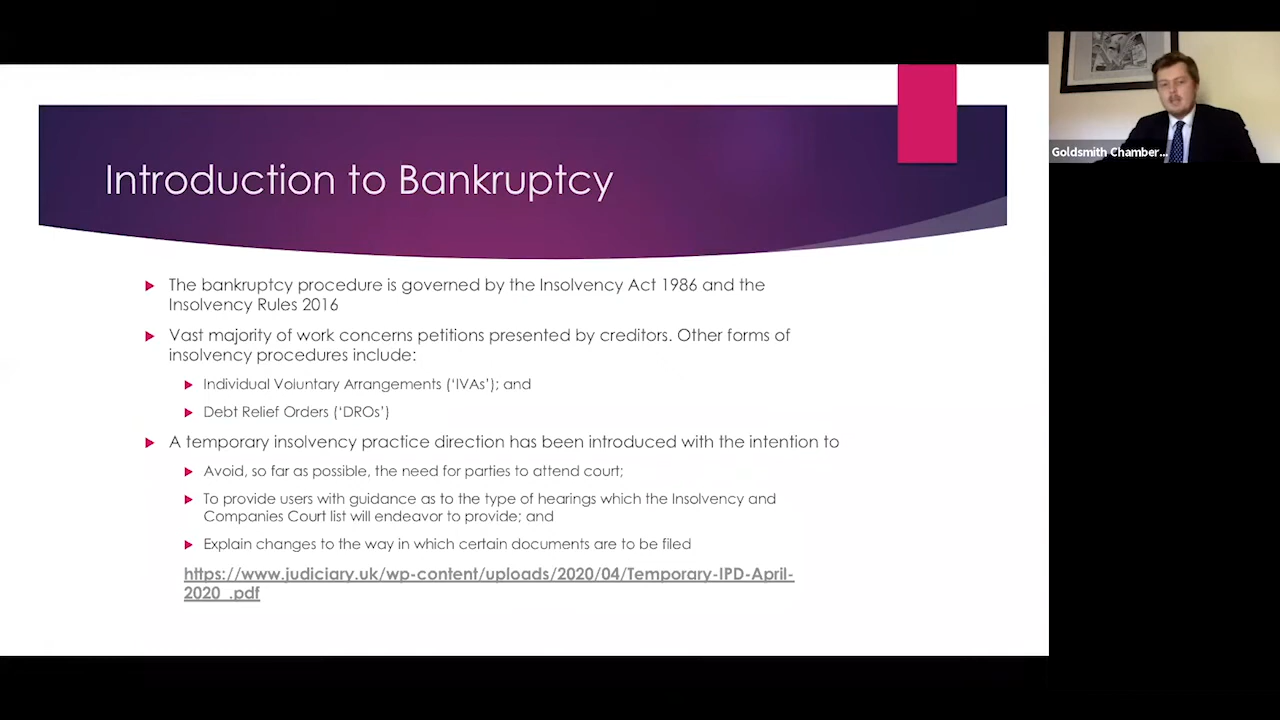 Introduction to Bankruptcy
The bankruptcy procedure is governed by the Insolvency Act 1986 and the
Insolvency Rules 2016
Vast majority of work concerns petitions presented by creditors. Other forms of
insolvency procedures include:
Individual Voluntary Arrangements (‘IVAs’); and
Debt Relief Orders (‘DROs’)
A temporary insolvency practice direction has been introduced with the intention to
Avoid, so far as possible, the need for parties to attend court;
To provide users with guidance as to the type of hearings which the Insolvency and
Companies Court list will endeavor to provide; and
Explain changes to the way in which certain documents are to be filed
https://www.judiciary.uk/wp-content/uploads/2020/04/Temporary-IPD-April-
2020_.pdf
Goldsmith Chamber...